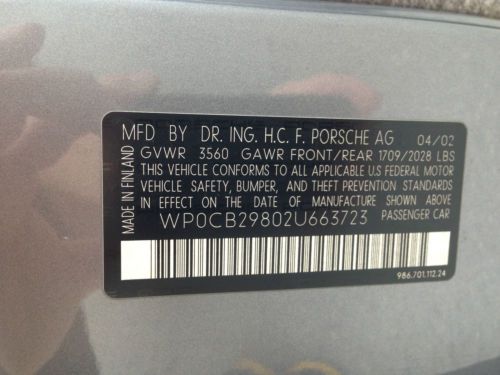 MFD BY DR. ING. H.C. F. PORSCHE AG 04/02
GVWR 3560 GAWR FRONT/REAR 1709/2028 LBS
THIS VEHICLE CONFORMS TO ALL APPLICABLE U.S FEDERAL MOTOR
VEHICLE SAFETY, BUMPER, AND THEFT PREVENTION STANDARDS
IN EFFECT ON THE DATE OF MANUFACTURE SHOWN ABOVE.
WP0CB29802U663723 PASSENGER CAR
986.701.112.24
MADE IN FINLAND